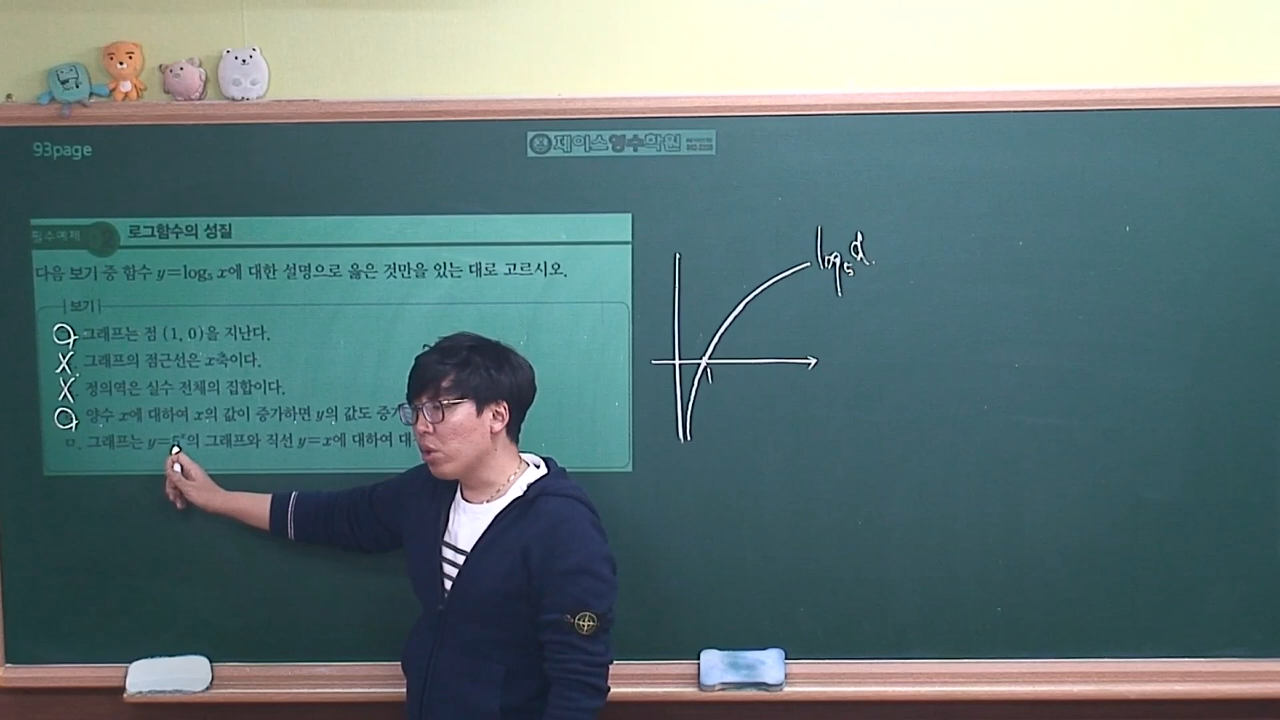 93page
제이스영수학원
필수예제
로그함수의 성질
다음 보기 중 함수 y=log₅ x에 대한 설명으로 옳은 것만을 있는 대로 고르시오.
보기
그래프는 점 (1, 0)을 지난다.
그래프의 점근선은 x축이다.
정의역은 실수 전체의 집합이다.
양수 x에 대하여 x의 값이 증가하면 y의 값도 증가
ㅁ. 그래프는 y=5ˣ의 그래프와 직선 y=x에 대하여 대
log₅x
1